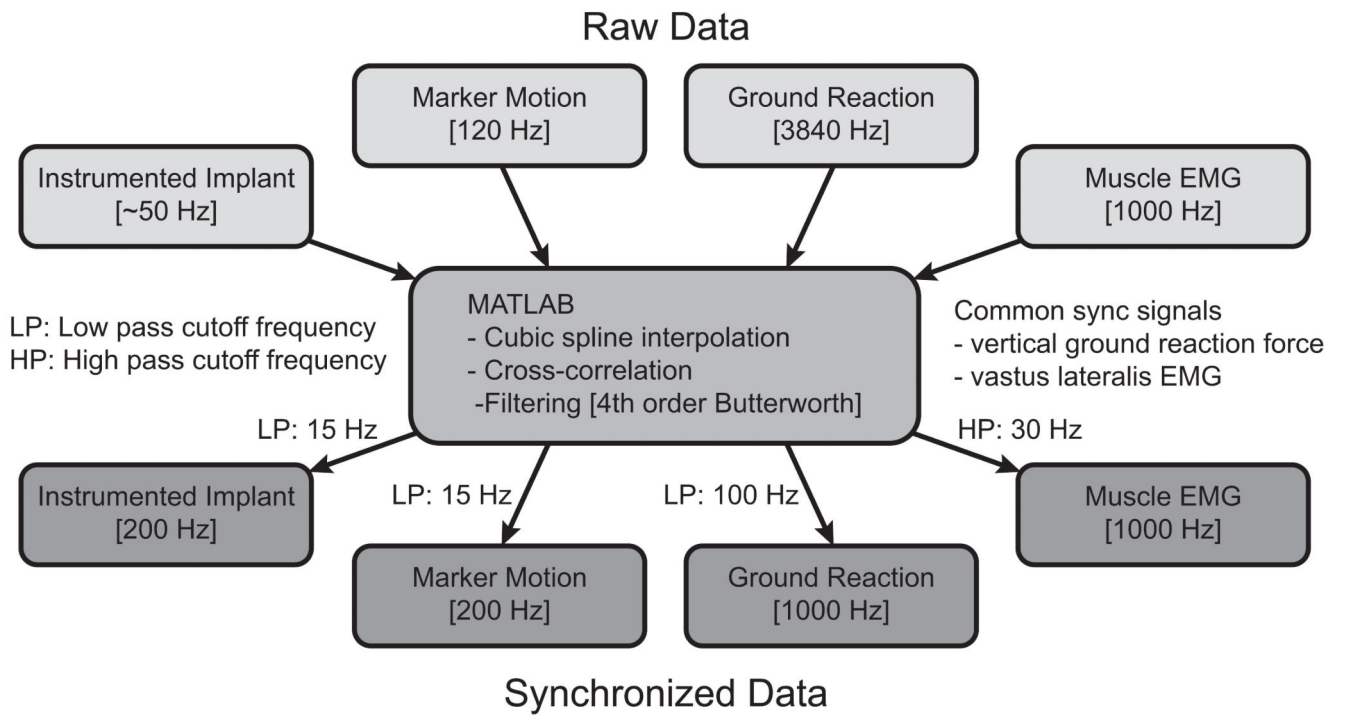 Raw Data
Marker Motion
[120 Hz]
Ground Reaction
[3840 Hz]
Instrumented Implant
[~50 Hz]
Muscle EMG
[1000 Hz]
MATLAB
- Cubic spline interpolation
- Cross-correlation
-Filtering [4th order Butterworth]
LP: Low pass cutoff frequency
HP: High pass cutoff frequency
Common sync signals
- vertical ground reaction force
- vastus lateralis EMG
LP: 15 Hz
LP: 15 Hz
LP: 100 Hz
HP: 30 Hz
Instrumented Implant
[200 Hz]
Marker Motion
[200 Hz]
Ground Reaction
[1000 Hz]
Muscle EMG
[1000 Hz]
Synchronized Data